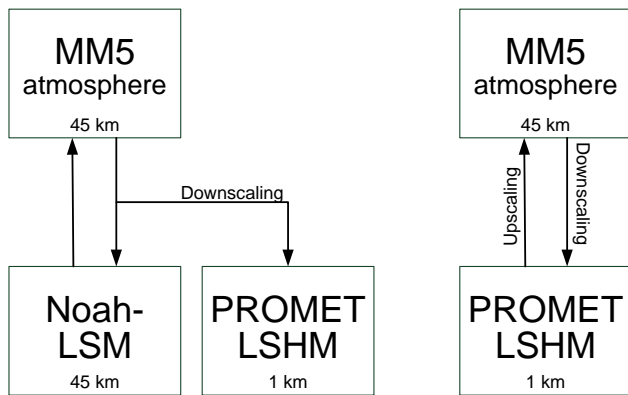 MM5
atmosphere
45 km
Downscaling
Noah-
LSM
45 km
PROMET
LSHM
1 km
MM5
atmosphere
45 km
Upscaling
Downscaling
PROMET
LSHM
1 km